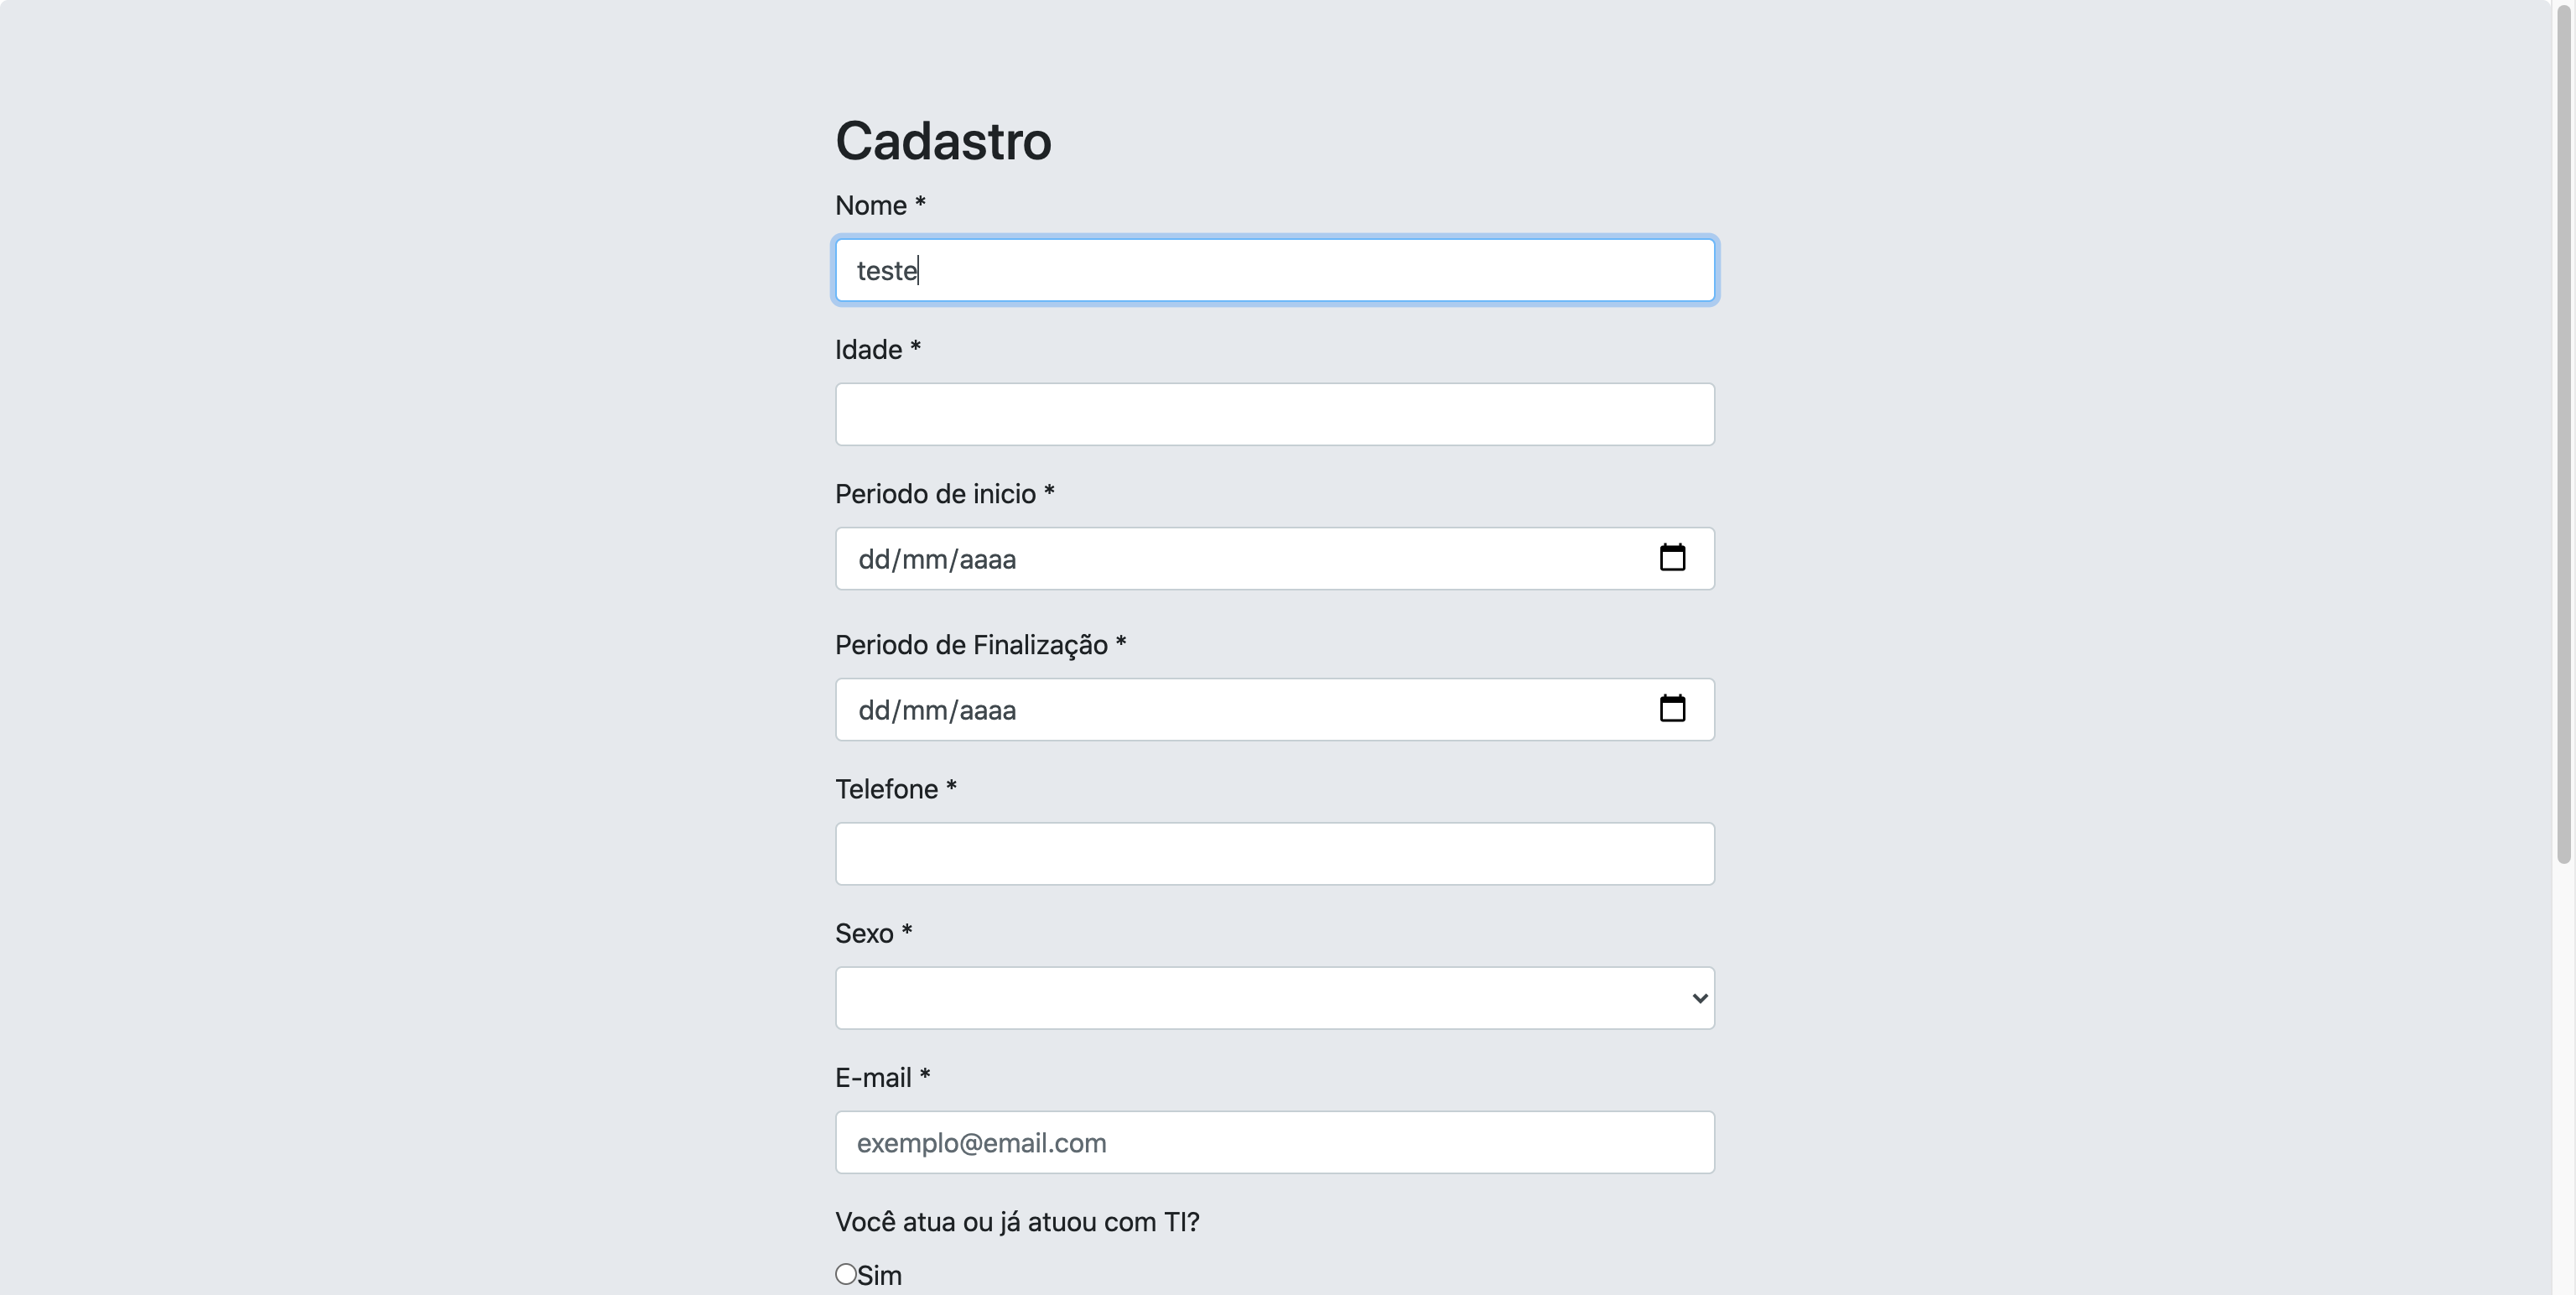 Cadastro
Nome *
teste
Idade *
Periodo de inicio *
dd/mm/aaaa
Periodo de Finalização *
dd/mm/aaaa
Telefone *
Sexo *
E-mail *
exemplo@email.com
Você atua ou já atuou com TI?
Sim